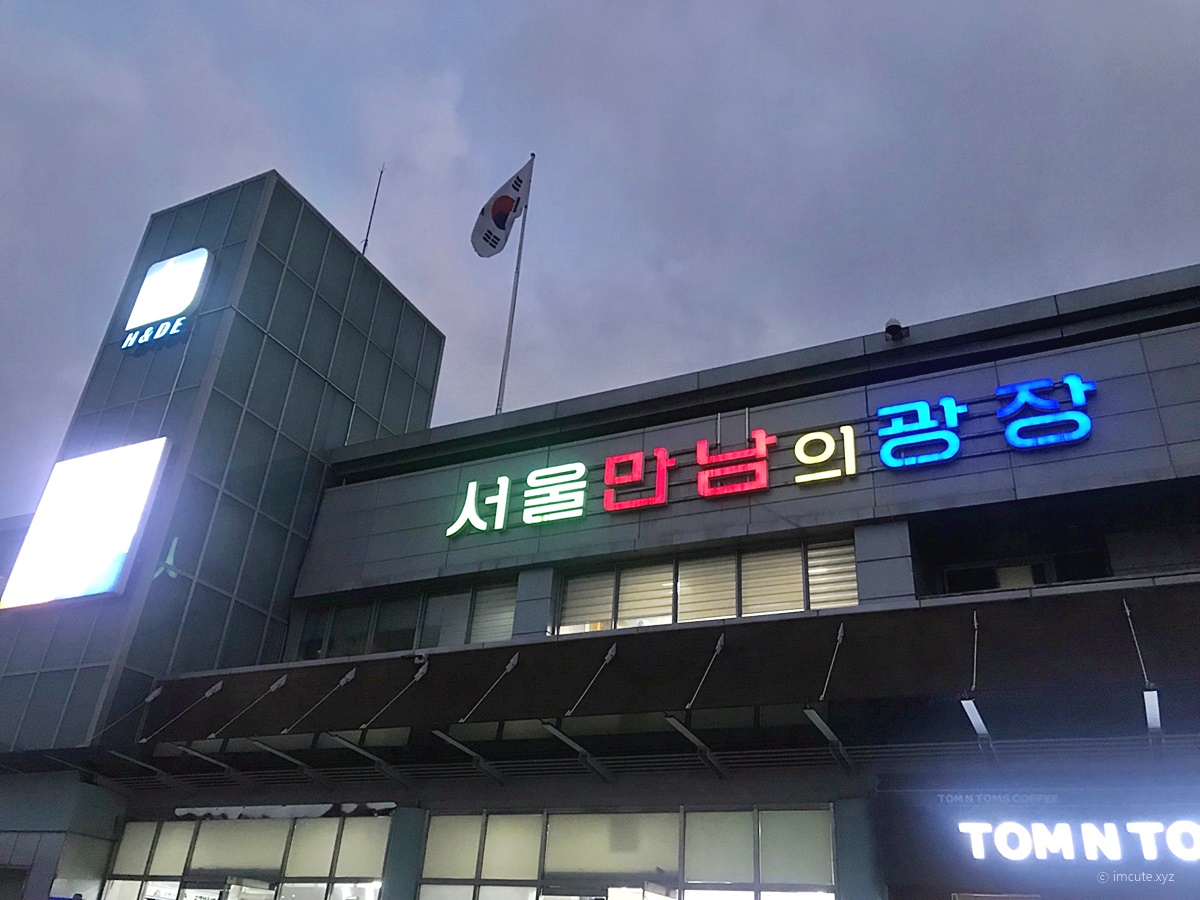 H&DE
서울만남의광장
TOM N TOMS COFFEE
TOM N TO
ⓒ imcute.xyz